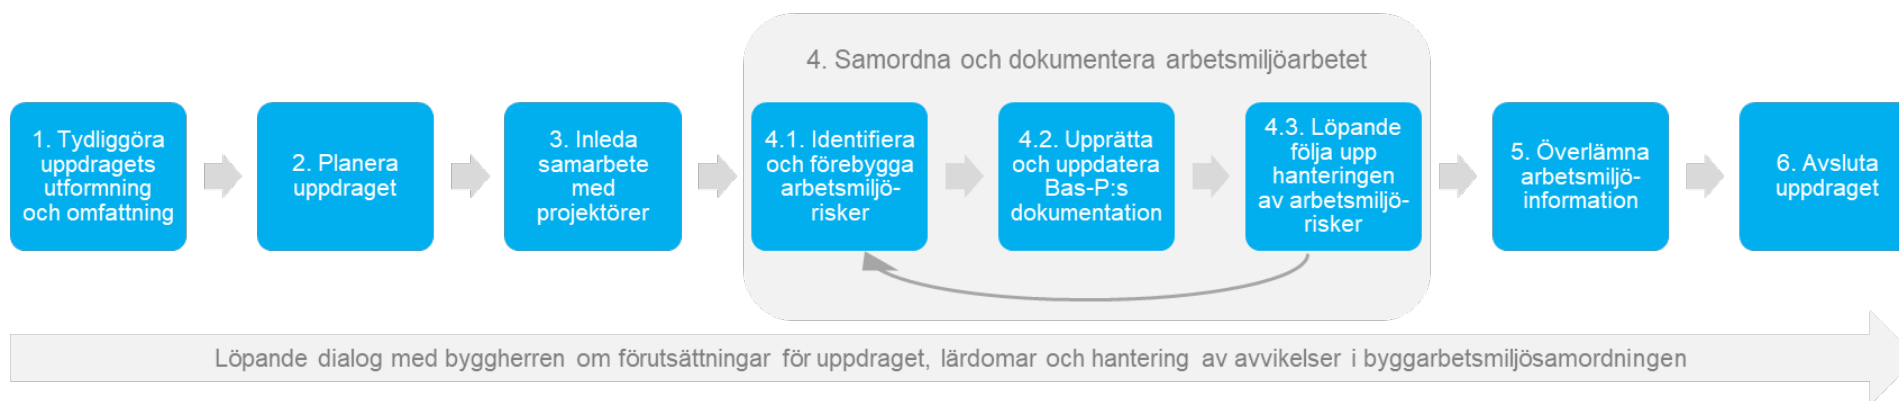 4. Samordna och dokumentera arbetsmiljöarbetet
1. Tydliggöra
uppdragets
utformning
och omfattning
2. Planera
uppdraget
3. Inleda
samarbete
med
projektörer
4.1. Identifiera
och förebygga
arbetsmiljö-
risker
4.2. Upprätta
och uppdatera
Bas-P:s
dokumentation
4.3. Löpande
följa upp
hanteringen
av arbetsmiljö-
risker
5. Överlämna
arbetsmiljö-
information
6. Avsluta
uppdraget
Löpande dialog med byggherren om förutsättningar för uppdraget, lärdomar och hantering av avvikelser i byggarbetsmiljösamordningen